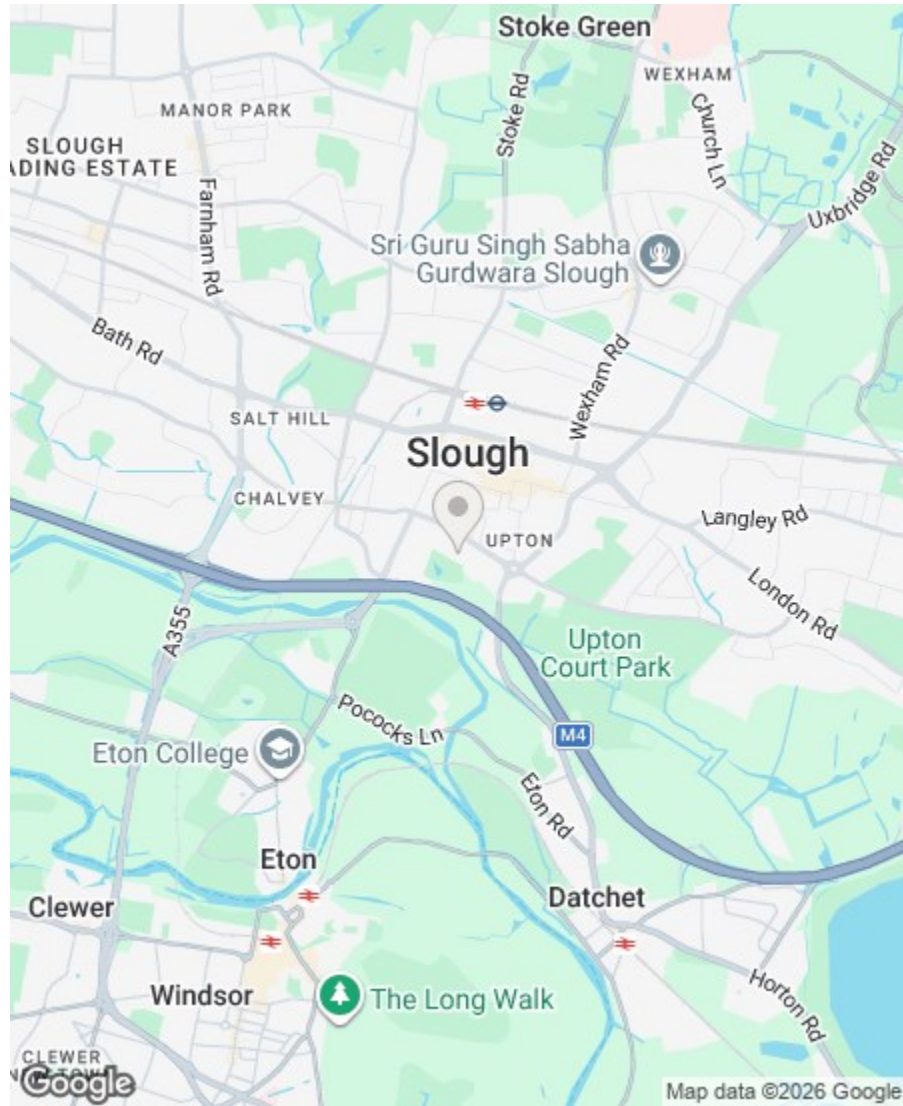 Stoke Green
WEXHAM
MANOR PARK
Church Ln
Stoke Rd
SLOUGH
ADING ESTATE
Uxbridge Rd
Farnham Rd
Sri Guru Singh Sabha
Gurdwara Slough
Bath Rd
Wexham Rd
SALT HILL
Slough
CHALVEY
Langley Rd
UPTON
London Rd
A355
Upton
Court Park
Pococks Ln
M4
Eton College
Eton Rd
Eton
Datchet
Clewer
Windsor
The Long Walk
Horton Rd
CLEWER
Google
Map data ©2026 Google